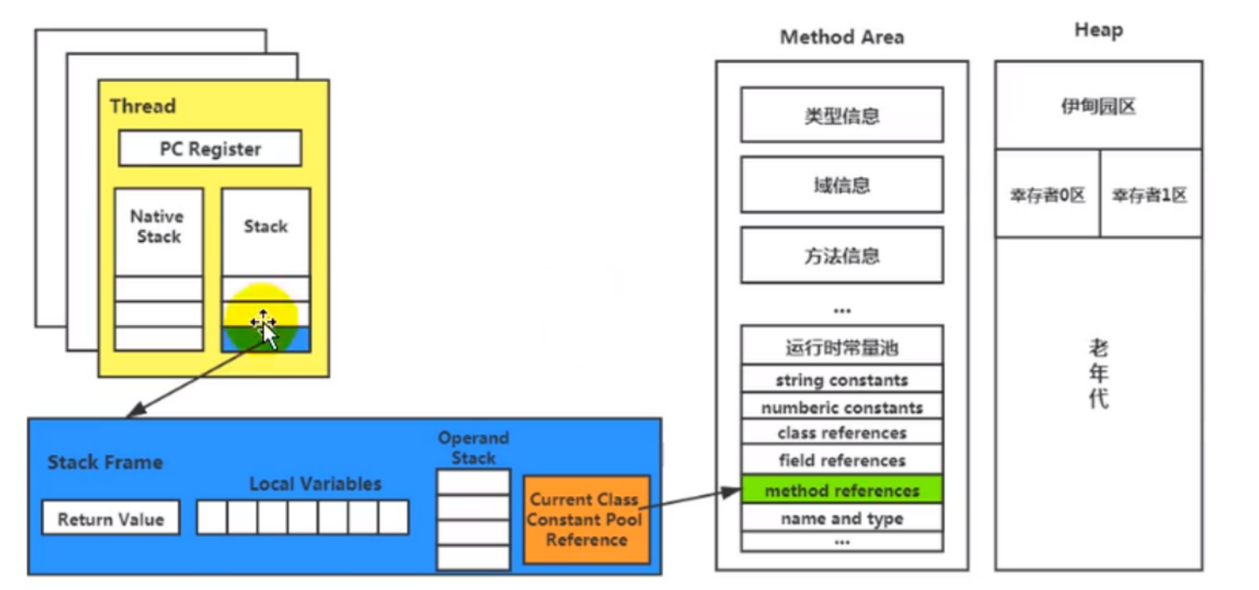 Thread
PC Register
Native
Stack
Stack
Stack Frame
Return Value
Local Variables
Operand
Stack
Current Class
Constant Pool
Reference
Method Area
类型信息
域信息
方法信息
...
运行时常量池
string constants
numberic constants
class references
field references
method references
name and type
...
Heap
伊甸园区
幸存者0区
幸存者1区
老
年
代